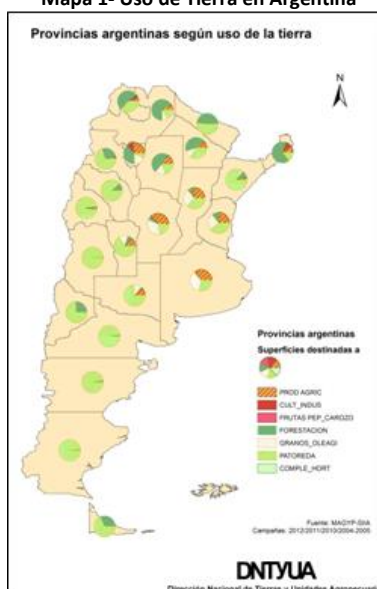 Mapa 1- Uso de Tierra en Argentina
Provincias argentinas según uso de la tierra
N
Provincias argentinas
Superficies destinadas a
PROD AGRIC
CULT_INDUS
FRUTAS PEP_CAROZO
FORESTACION
GRANOS_OLEAGI
PATOREDA
COMPLE_HORT
Fuente: MAGYP-SIIA
Campañas: 2012/2011/2010/2004-2005
DNTYUA
Dirección Nacional de Tierras y Unidades Agropecuarias